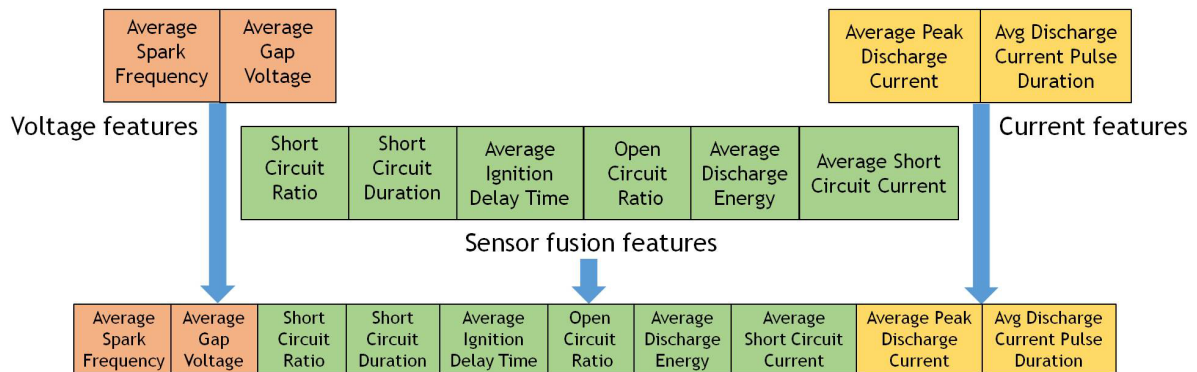 Average
Spark
Frequency
Average
Gap
Voltage
Average Peak
Discharge
Current
Avg Discharge
Current Pulse
Duration
Voltage features
Current features
Short
Circuit
Ratio
Short
Circuit
Duration
Average
Ignition
Delay Time
Open
Circuit
Ratio
Average
Discharge
Energy
Average Short
Circuit Current
Sensor fusion features
Average
Spark
Frequency
Average
Gap
Voltage
Short
Circuit
Ratio
Short
Circuit
Duration
Average
Ignition
Delay Time
Open
Circuit
Ratio
Average
Discharge
Energy
Average
Short Circuit
Current
Average Peak
Discharge
Current
Avg Discharge
Current Pulse
Duration